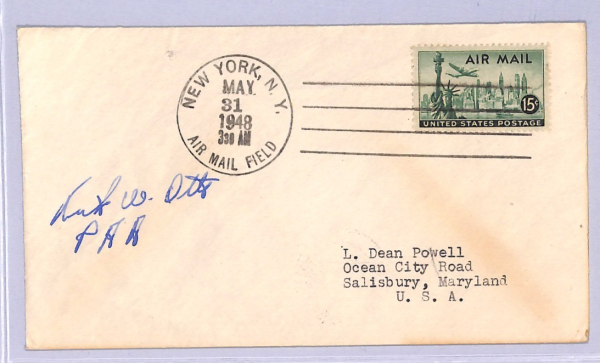 NEW YORK, N. Y.
MAY
31
1948
330 AM
AIR MAIL FIELD
AIR MAIL
15¢
UNITED STATES POSTAGE
W. Otto
P A A
L. Dean Powell
Ocean City Road
Salisbury, Maryland
U. S. A.